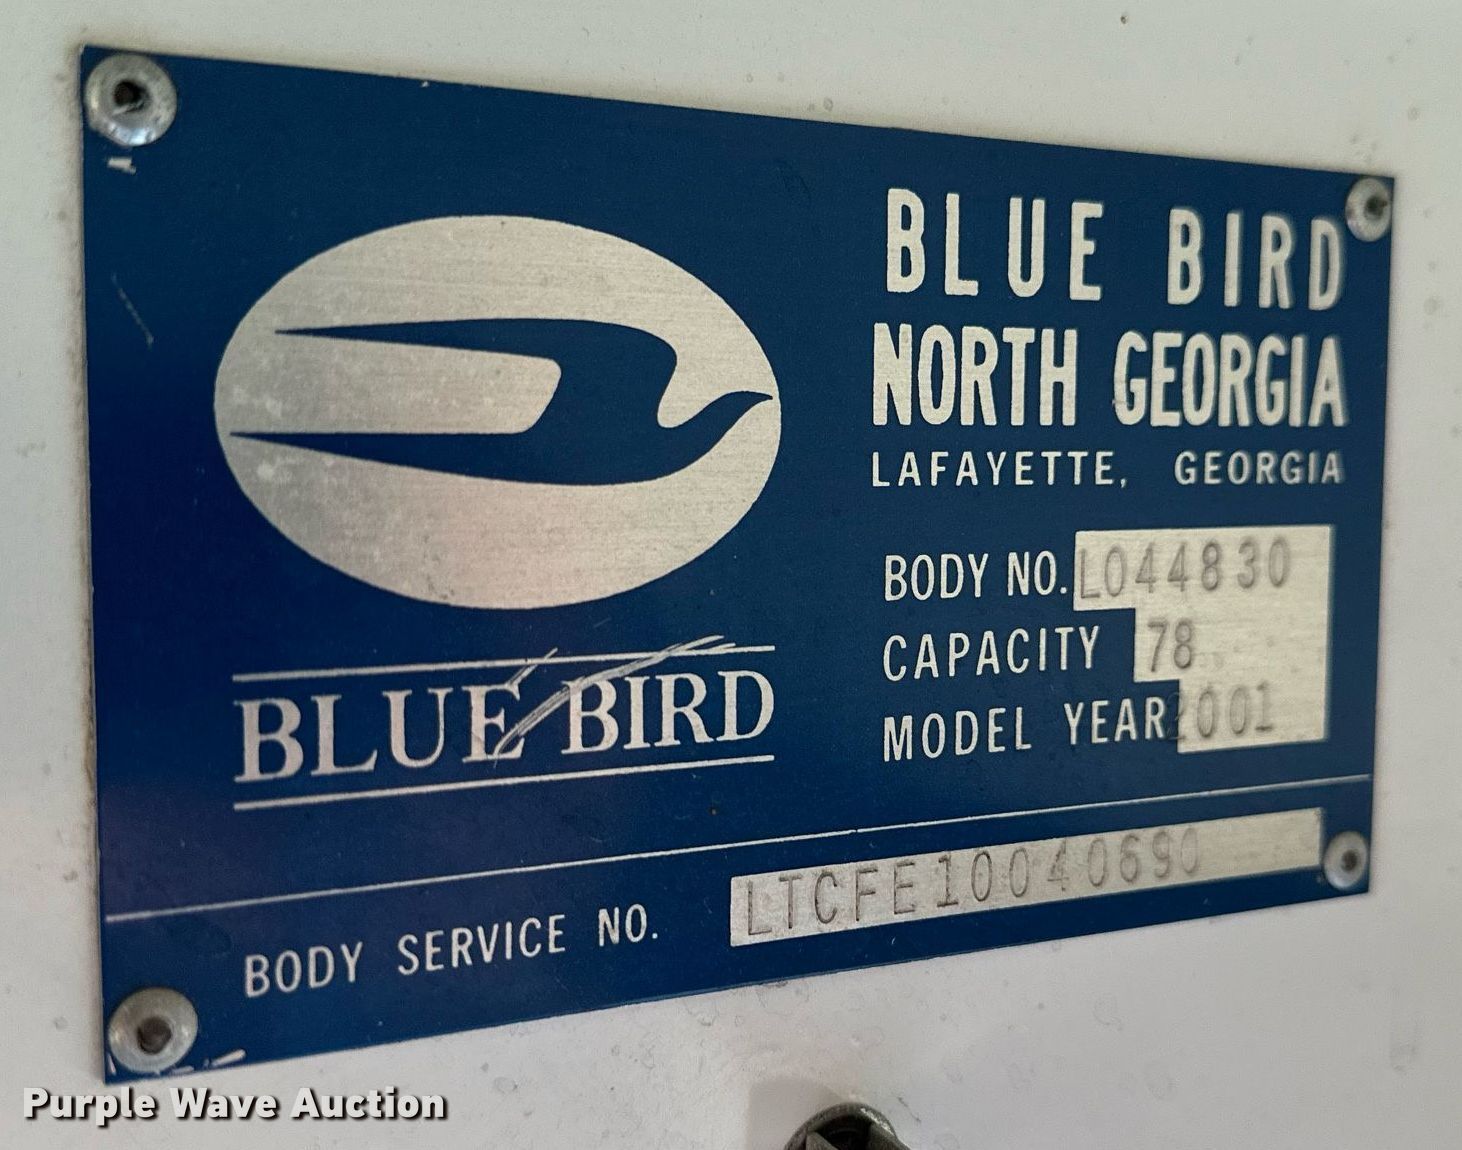 BLUE BIRD
NORTH GEORGIA
LAFAYETTE, GEORGIA
BODY NO. L044830
CAPACITY 78
MODEL YEAR 2001
BLUE BIRD
BODY SERVICE NO. LTCFE10040690
Purple Wave Auction